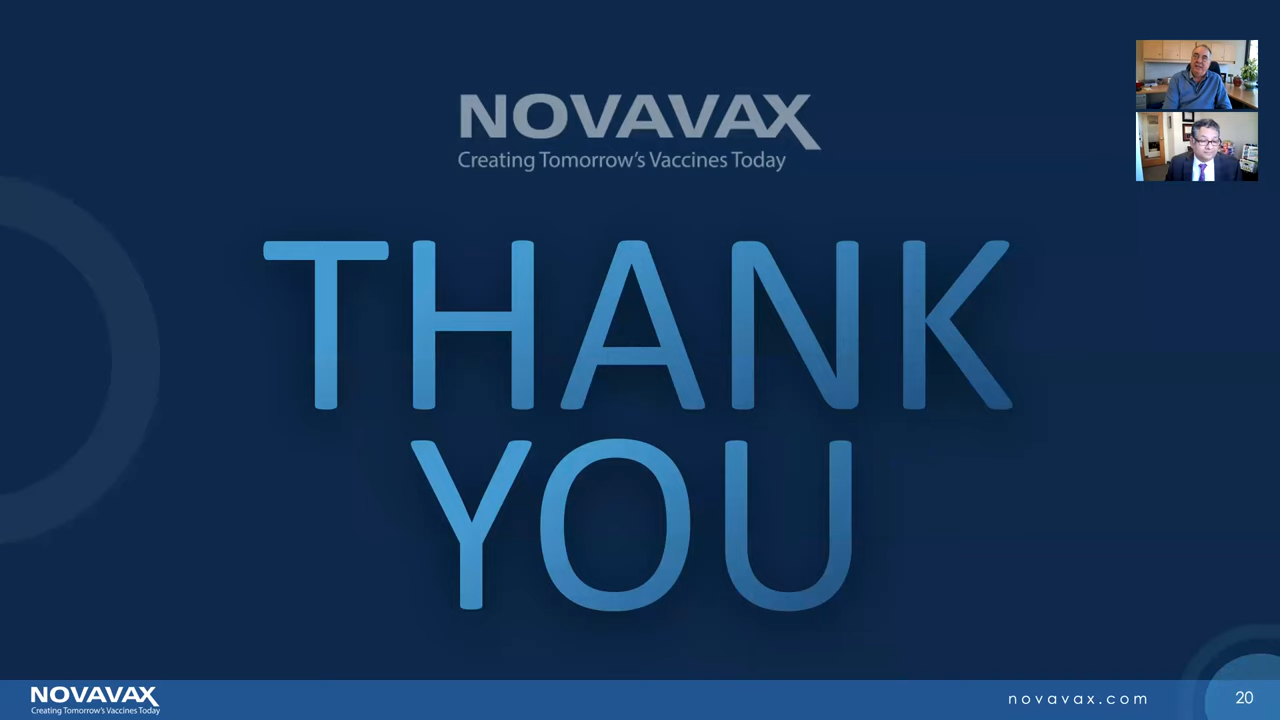 NOVAVAX
Creating Tomorrow's Vaccines Today
THANK
YOU
NOVAVAX
Creating Tomorrow's Vaccines Today
novavax.com
20